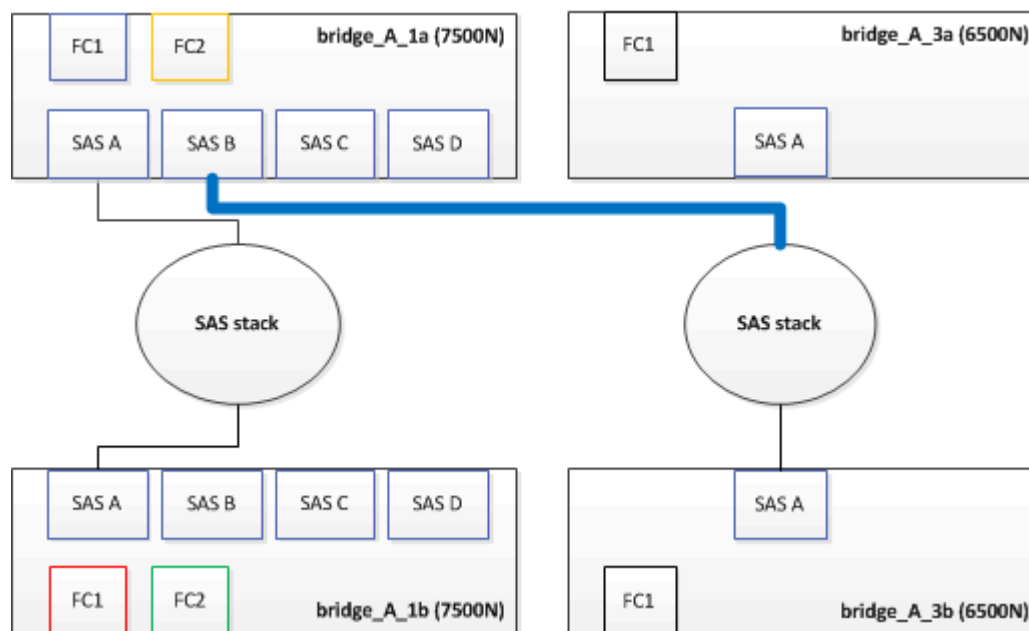 bridge_A_1a (7500N)
FC1
FC2
SAS A
SAS B
SAS C
SAS D
bridge_A_3a (6500N)
FC1
SAS A
SAS stack
SAS stack
SAS A
SAS B
SAS C
SAS D
FC1
FC2
bridge_A_1b (7500N)
SAS A
FC1
bridge_A_3b (6500N)